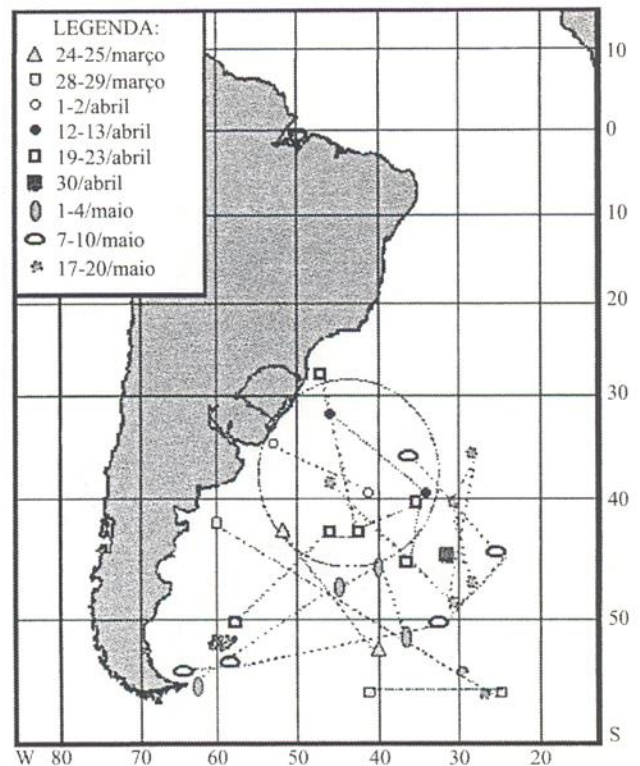 LEGENDA:
24-25/março
28-29/março
1-2/abril
12-13/abril
19-23/abril
30/abril
1-4/maio
7-10/maio
17-20/maio
10
0
10
20
30
40
50
S
W 80 70 60 50 40 30 20